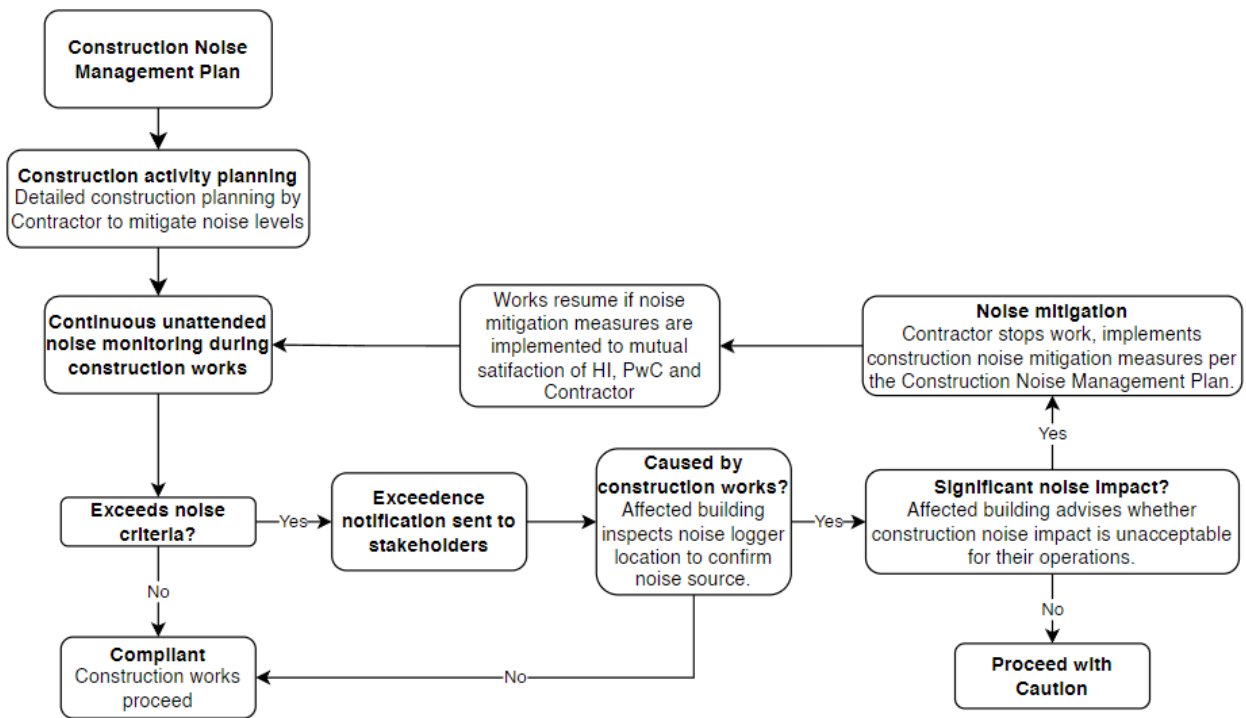 Construction Noise
Management Plan
Construction activity planning
Detailed construction planning by
Contractor to mitigate noise levels
Continuous unattended
noise monitoring during
construction works
Works resume if noise
mitigation measures are
implemented to mutual
satifaction of HI, PwC and
Contractor
Noise mitigation
Contractor stops work, implements
construction noise mitigation measures per
the Construction Noise Management Plan.
Yes
Exceeds noise
criteria?
Yes
Exceedence
notification sent to
stakeholders
Caused by
construction works?
Affected building
inspects noise logger
location to confirm
noise source.
Yes
Significant noise impact?
Affected building advises whether
construction noise impact is unacceptable
for their operations.
No
No
Compliant
Construction works
proceed
No
Proceed with
Caution